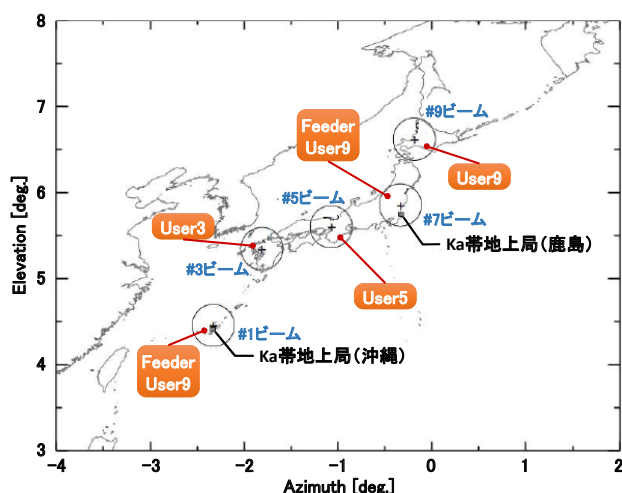 8
7
6
5
4
3
Elevation [deg.]
#9ビーム
Feeder
User9
User9
#5ビーム
#7ビーム
User3
Ka帯地上局(鹿島)
#3ビーム
User5
#1ビーム
Ka帯地上局(沖縄)
Feeder
User9
-4
-3
-2
-1
0
1
2
Azimuth [deg.]